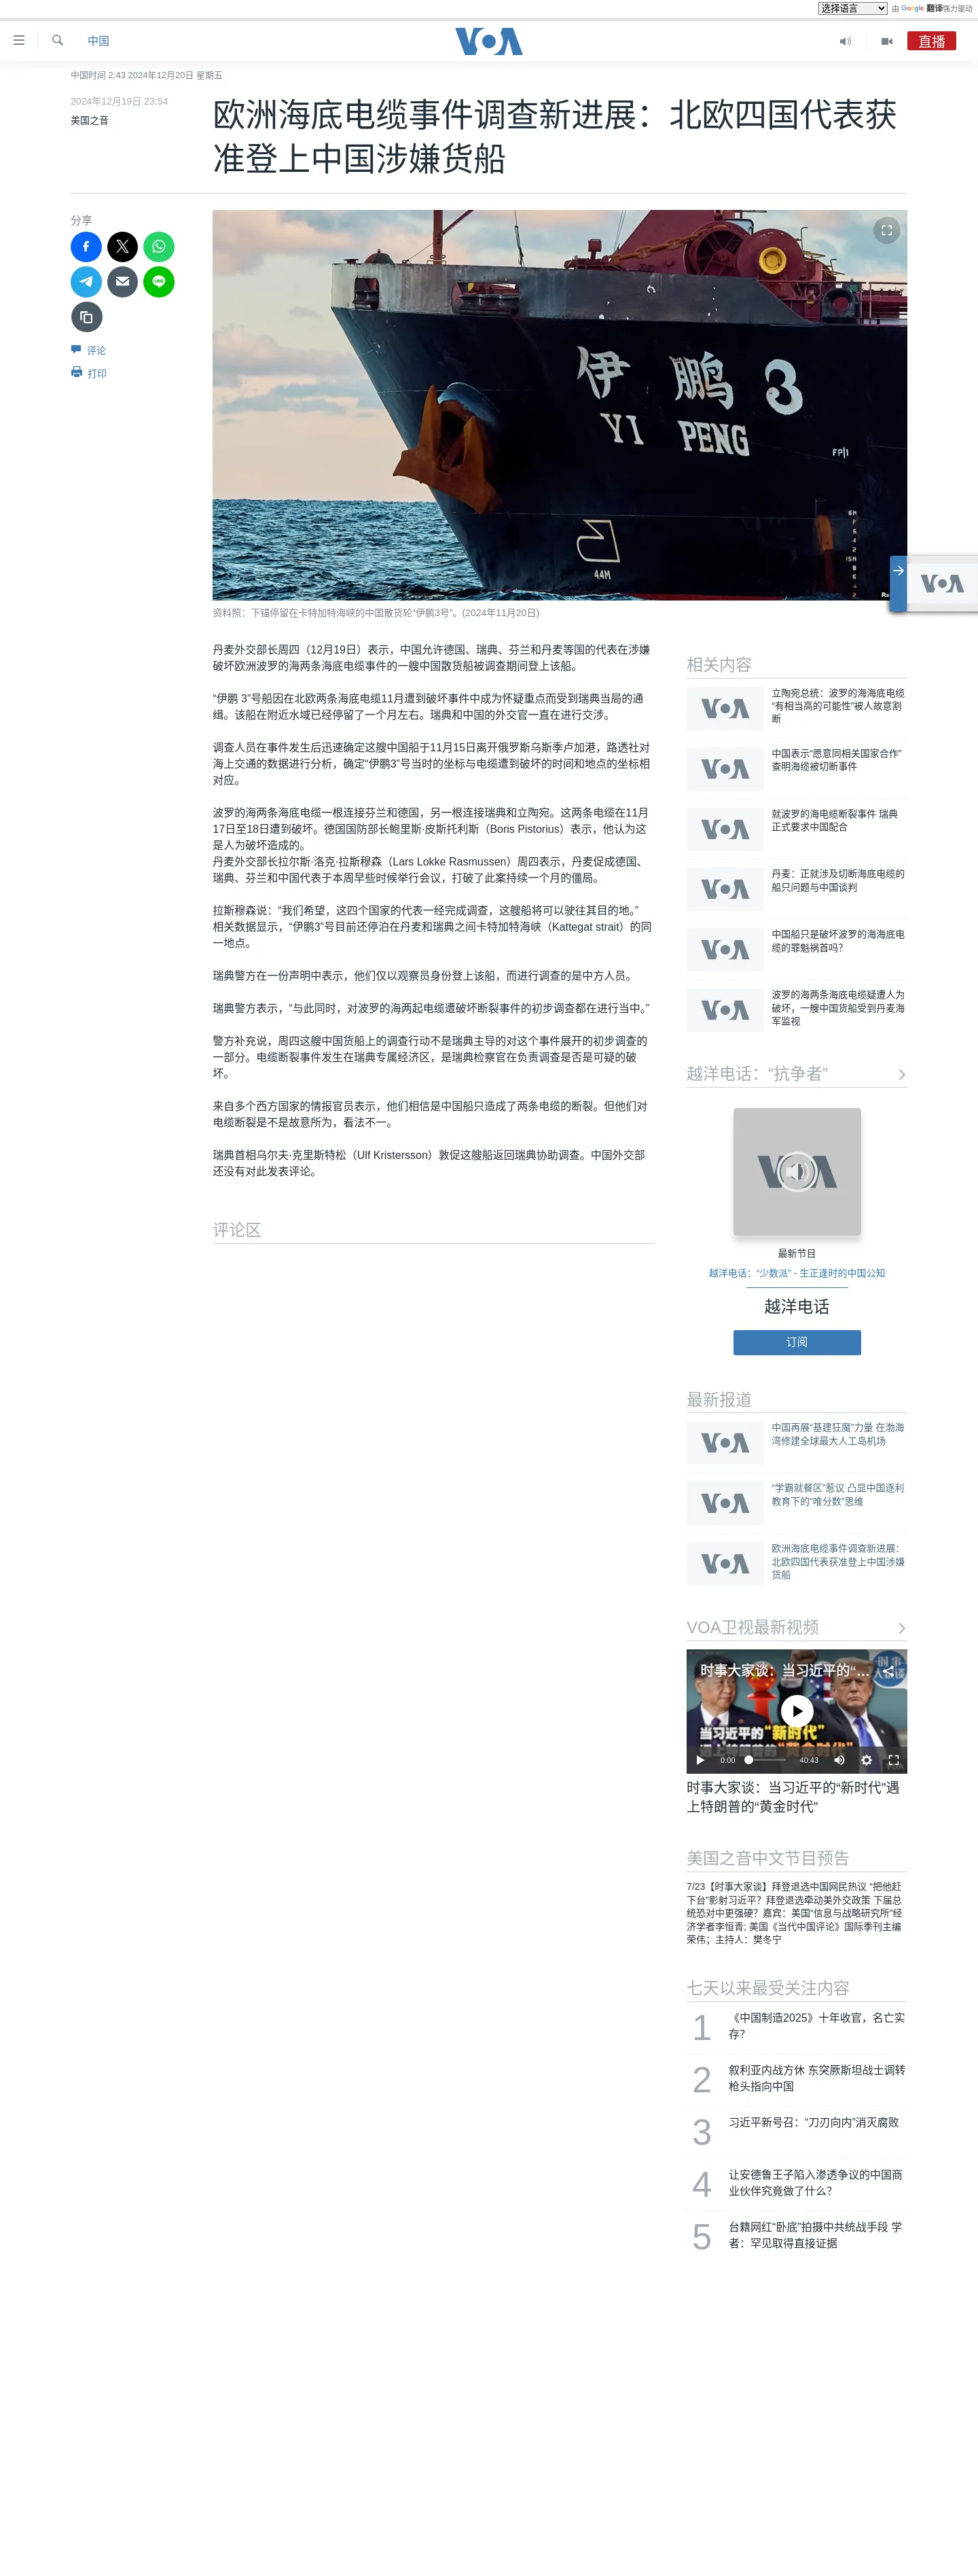 选择语言 由 Google 翻译强力驱动
中国
VOA
直播
中国时间 2:43 2024年12月20日 星期五
2024年12月19日 23:54
美国之音
欧洲海底电缆事件调查新进展：北欧四国代表获
准登上中国涉嫌货船
分享
评论
打印
伊鹏3
YI PENG
FP|1
44M
资料照：下锚停留在卡特加特海峡的中国散货轮“伊鹏3号”。(2024年11月20日)
丹麦外交部长周四（12月19日）表示，中国允许德国、瑞典、芬兰和丹麦等国的代表在涉嫌
破坏欧洲波罗的海两条海底电缆事件的一艘中国散货船被调查期间登上该船。
“伊鹏 3”号船因在北欧两条海底电缆11月遭到破坏事件中成为怀疑重点而受到瑞典当局的通
缉。该船在附近水域已经停留了一个月左右。瑞典和中国的外交官一直在进行交涉。
调查人员在事件发生后迅速确定这艘中国船于11月15日离开俄罗斯乌斯季卢加港，路透社对
海上交通的数据进行分析，确定“伊鹏3”号当时的坐标与电缆遭到破坏的时间和地点的坐标相
对应。
波罗的海两条海底电缆一根连接芬兰和德国，另一根连接瑞典和立陶宛。这两条电缆在11月
17日至18日遭到破坏。德国国防部长鲍里斯·皮斯托利斯（Boris Pistorius）表示，他认为这
是人为破坏造成的。
丹麦外交部长拉尔斯·洛克·拉斯穆森（Lars Lokke Rasmussen）周四表示，丹麦促成德国、
瑞典、芬兰和中国代表于本周早些时候举行会议，打破了此案持续一个月的僵局。
拉斯穆森说：“我们希望，这四个国家的代表一经完成调查，这艘船将可以驶往其目的地。”
相关数据显示，“伊鹏3”号目前还停泊在丹麦和瑞典之间卡特加特海峡（Kattegat strait）的同
一地点。
瑞典警方在一份声明中表示，他们仅以观察员身份登上该船，而进行调查的是中方人员。
瑞典警方表示，“与此同时，对波罗的海两起电缆遭破坏断裂事件的初步调查都在进行当中。”
警方补充说，周四这艘中国货船上的调查行动不是瑞典主导的对这个事件展开的初步调查的
一部分。电缆断裂事件发生在瑞典专属经济区，是瑞典检察官在负责调查是否是可疑的破
坏。
来自多个西方国家的情报官员表示，他们相信是中国船只造成了两条电缆的断裂。但他们对
电缆断裂是不是故意所为，看法不一。
瑞典首相乌尔夫·克里斯特松（Ulf Kristersson）敦促这艘船返回瑞典协助调查。中国外交部
还没有对此发表评论。
评论区
VOA
相关内容
VOA
立陶宛总统：波罗的海海底电缆
“有相当高的可能性”被人故意割
断
VOA
中国表示“愿意同相关国家合作”
查明海缆被切断事件
VOA
就波罗的海电缆断裂事件 瑞典
正式要求中国配合
VOA
丹麦：正就涉及切断海底电缆的
船只问题与中国谈判
VOA
中国船只是破坏波罗的海海底电
缆的罪魁祸首吗？
VOA
波罗的海两条海底电缆疑遭人为
破坏，一艘中国货船受到丹麦海
军监视
越洋电话：“抗争者”
VOA
最新节目
越洋电话：“少数派” - 生正逢时的中国公知
越洋电话
订阅
最新报道
VOA
中国再展“基建狂魔”力量 在渤海
湾修建全球最大人工岛机场
VOA
“学霸就餐区”惹议 凸显中国逐利
教育下的“唯分数”思维
VOA
欧洲海底电缆事件调查新进展：
北欧四国代表获准登上中国涉嫌
货船
VOA卫视最新视频
时事大家谈：当习近平的“...
当习近平的“新时代”
遇上特朗普的“黄金时代”
0:00 40:43
时事大家谈：当习近平的“新时代”遇
上特朗普的“黄金时代”
美国之音中文节目预告
7/23【时事大家谈】拜登退选中国网民热议 “把他赶
下台”影射习近平？拜登退选牵动美外交政策 下届总
统恐对中更强硬？嘉宾：美国“信息与战略研究所”经
济学者李恒青; 美国《当代中国评论》国际季刊主编
荣伟；主持人：樊冬宁
七天以来最受关注内容
1 《中国制造2025》十年收官，名亡实
存？
2 叙利亚内战方休 东突厥斯坦战士调转
枪头指向中国
3 习近平新号召：“刀刃向内”消灭腐败
4 让安德鲁王子陷入渗透争议的中国商
业伙伴究竟做了什么？
5 台籍网红“卧底”拍摄中共统战手段 学
者：罕见取得直接证据